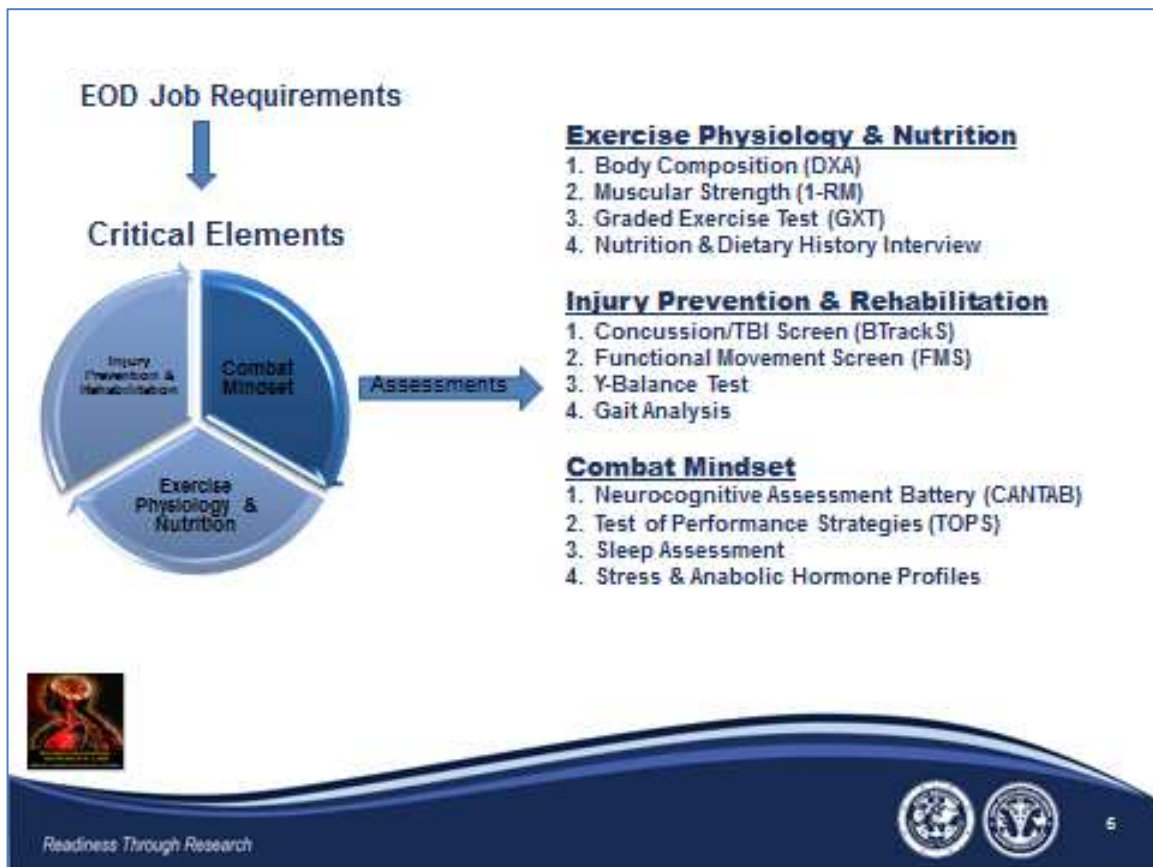 EOD Job Requirements
Critical Elements
Injury
Prevention &
Rehabilitation
Combat
Mindset
Exercise
Physiology &
Nutrition
Assessments
Exercise Physiology & Nutrition
1. Body Composition (DXA)
2. Muscular Strength (1-RM)
3. Graded Exercise Test (GXT)
4. Nutrition & Dietary History Interview
Injury Prevention & Rehabilitation
1. Concussion/TBI Screen (BTrackS)
2. Functional Movement Screen (FMS)
3. Y-Balance Test
4. Gait Analysis
Combat Mindset
1. Neurocognitive Assessment Battery (CANTAB)
2. Test of Performance Strategies (TOPS)
3. Sleep Assessment
4. Stress & Anabolic Hormone Profiles
Readiness Through Research
6